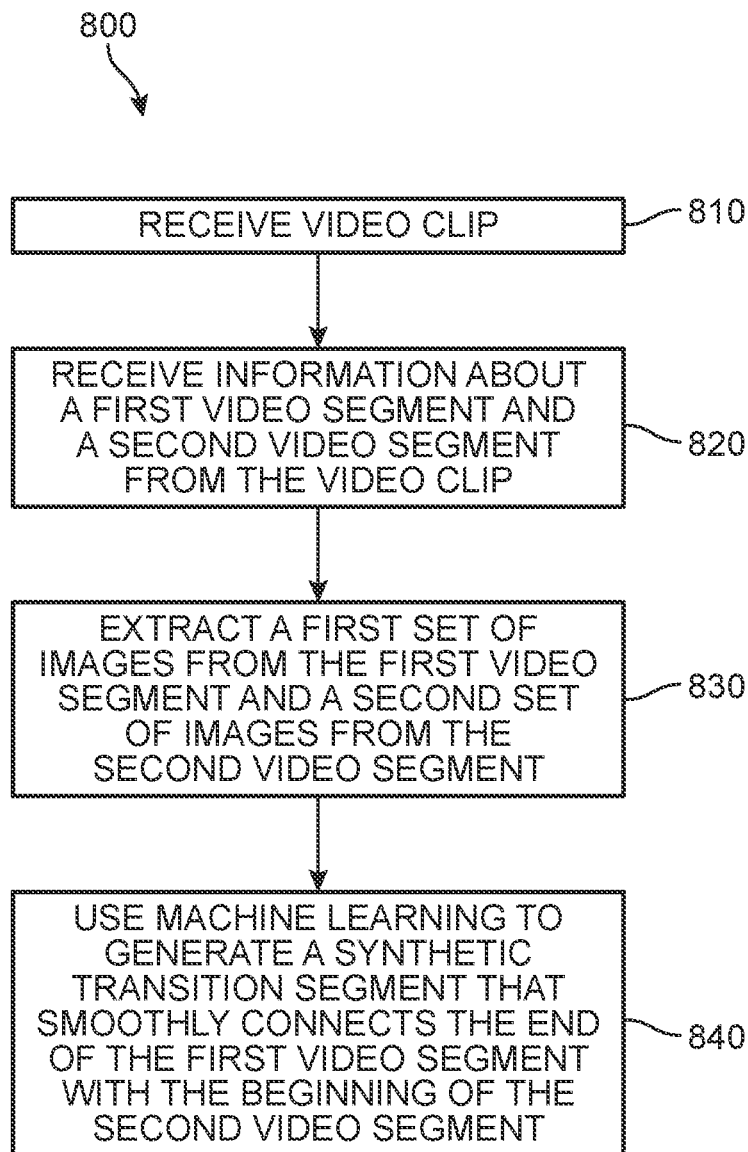 800
RECEIVE VIDEO CLIP
810
RECEIVE INFORMATION ABOUT
A FIRST VIDEO SEGMENT AND
A SECOND VIDEO SEGMENT
FROM THE VIDEO CLIP
820
EXTRACT A FIRST SET OF
IMAGES FROM THE FIRST VIDEO
SEGMENT AND A SECOND SET
OF IMAGES FROM THE
SECOND VIDEO SEGMENT
830
USE MACHINE LEARNING TO
GENERATE A SYNTHETIC
TRANSITION SEGMENT THAT
SMOOTHLY CONNECTS THE END
OF THE FIRST VIDEO SEGMENT
WITH THE BEGINNING OF THE
SECOND VIDEO SEGMENT
840